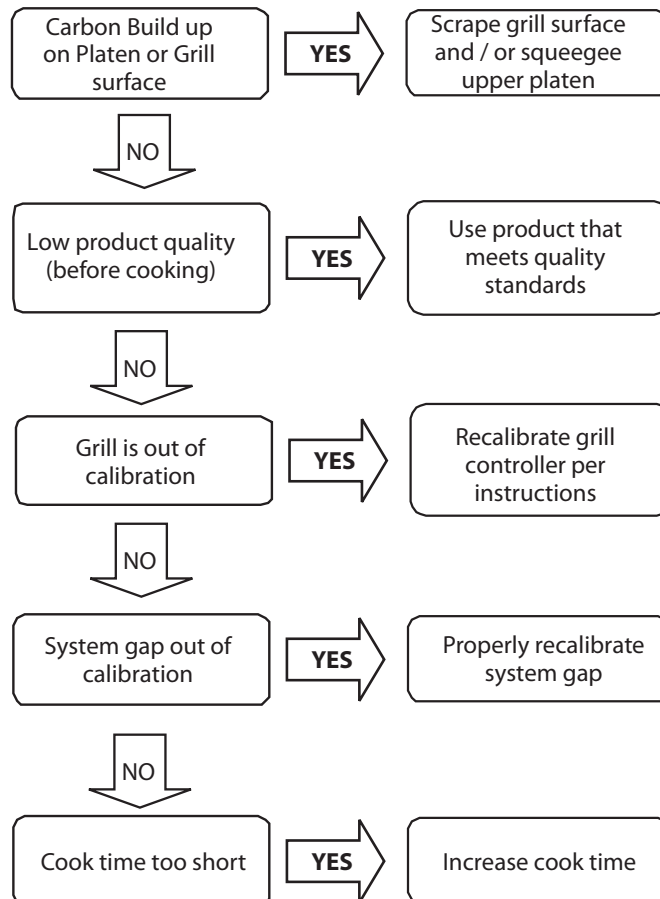 Carbon Build up
on Platen or Grill
surface
YES
Scrape grill surface
and / or squeegee
upper platen
NO
Low product quality
(before cooking)
YES
Use product that
meets quality
standards
NO
Grill is out of
calibration
YES
Recalibrate grill
controller per
instructions
NO
System gap out of
calibration
YES
Properly recalibrate
system gap
NO
Cook time too short
YES
Increase cook time